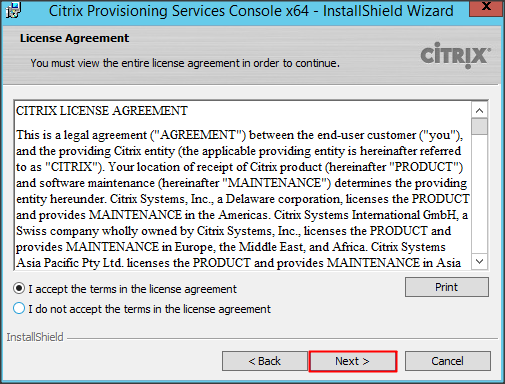 Citrix Provisioning Services Console x64 - InstallShield Wizard
X
License Agreement
You must view the entire license agreement in order to continue.
CITRIX
CITRIX LICENSE AGREEMENT
This is a legal agreement ("AGREEMENT") between the end-user customer ("you"),
and the providing Citrix entity (the applicable providing entity is hereinafter referred
to as "CITRIX"). Your location of receipt of Citrix product (hereinafter "PRODUCT")
and software maintenance (hereinafter "MAINTENANCE") determines the providing
entity hereunder. Citrix Systems, Inc., a Delaware corporation, licenses the PRODUCT
and provides MAINTENANCE in the Americas. Citrix Systems International GmbH, a
Swiss company wholly owned by Citrix Systems, Inc., licenses the PRODUCT and
provides MAINTENANCE in Europe, the Middle East, and Africa. Citrix Systems
Asia Pacific Pty Ltd. licenses the PRODUCT and provides MAINTENANCE in Asia
I accept the terms in the license agreement
Print
I do not accept the terms in the license agreement
InstallShield
< Back
Next >
Cancel